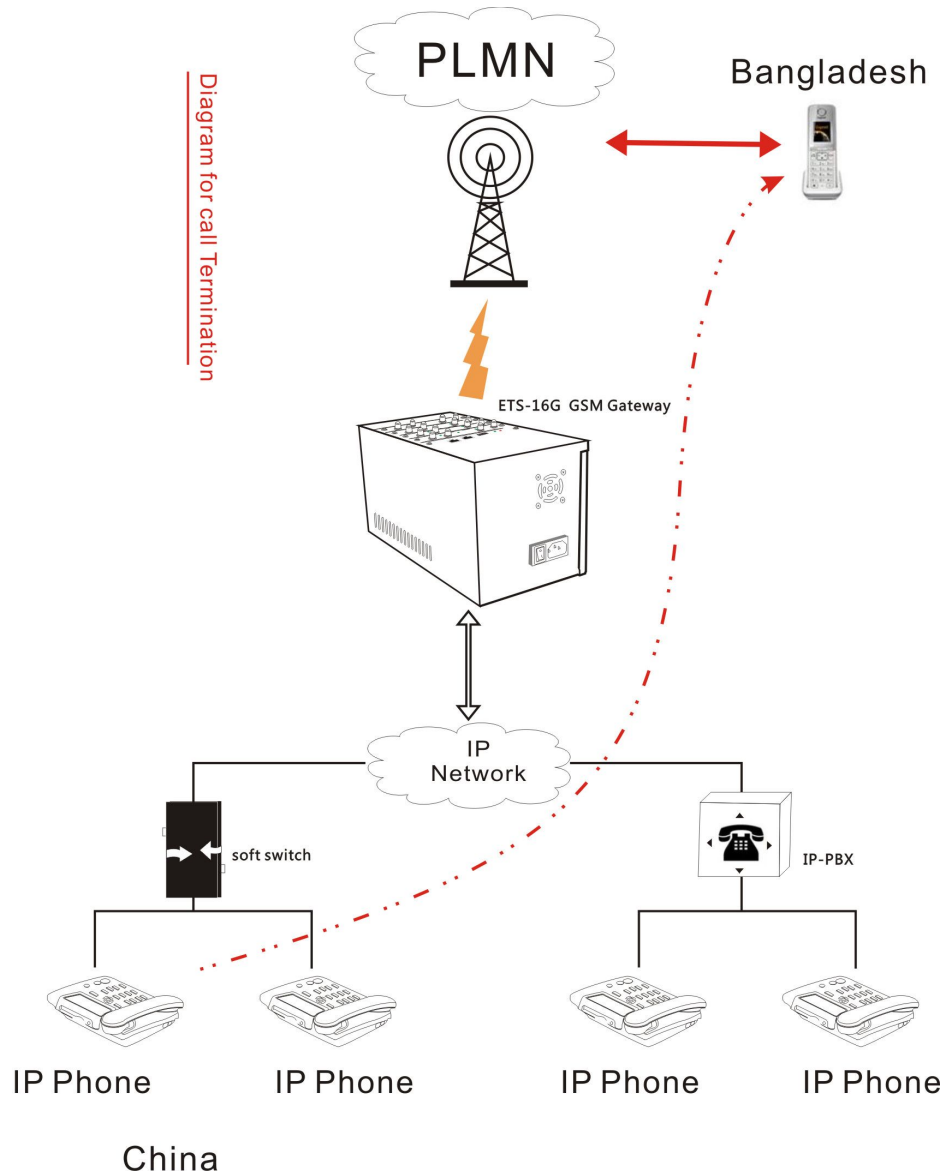 PLMN
Bangladesh
Diagram for call Termination
ETS-16G GSM Gateway
IP
Network
soft switch
IP-PBX
IP Phone
IP Phone
IP Phone
IP Phone
China